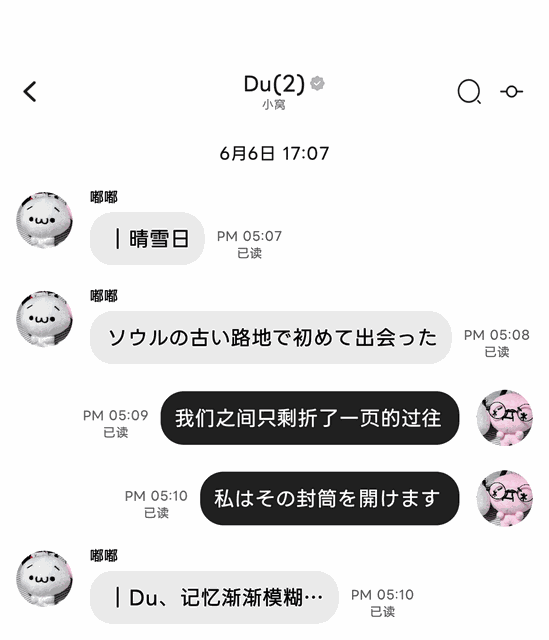 Du(2)
小窝
6月6日 17:07
嘟嘟
｜晴雪日
PM 05:07
已读
嘟嘟
ソウルの古い路地で初めて出会った
PM 05:08
已读
PM 05:09
已读
我们之间只剩折了一页的过往
PM 05:10
已读
私はその封筒を開けます
嘟嘟
｜Du、记忆渐渐模糊…
PM 05:10
已读